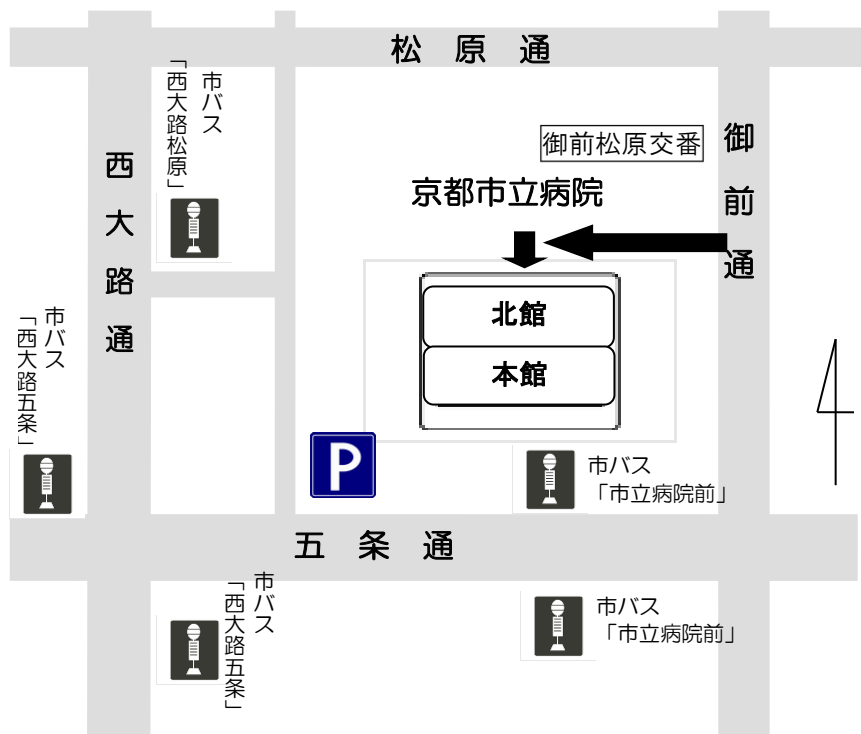 松原通
市バス
「西大路松原」
御前松原交番
御前通
西大路通
京都市立病院
北館
本館
市バス
「西大路五条」
P
市バス
「市立病院前」
五条通
市バス
「西大路五条」
市バス
「市立病院前」